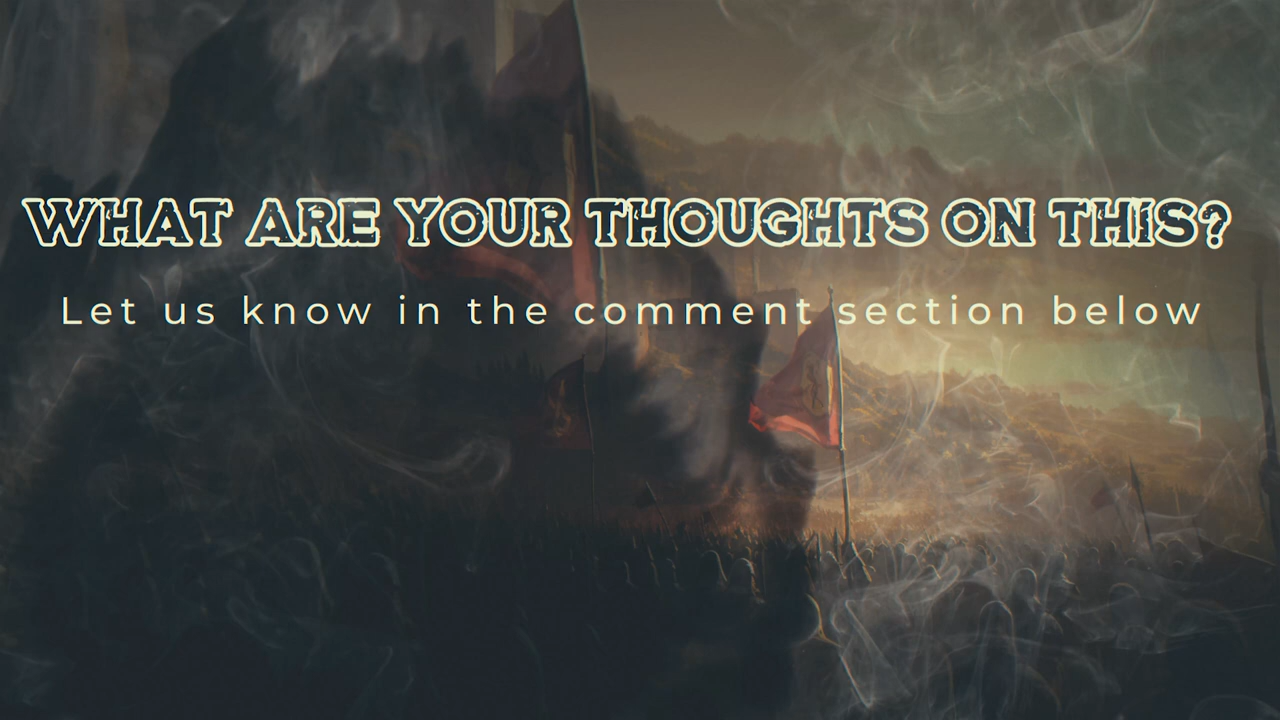 WHAT ARE YOUR THOUGHTS ON THIS?
Let us know in the comment section below